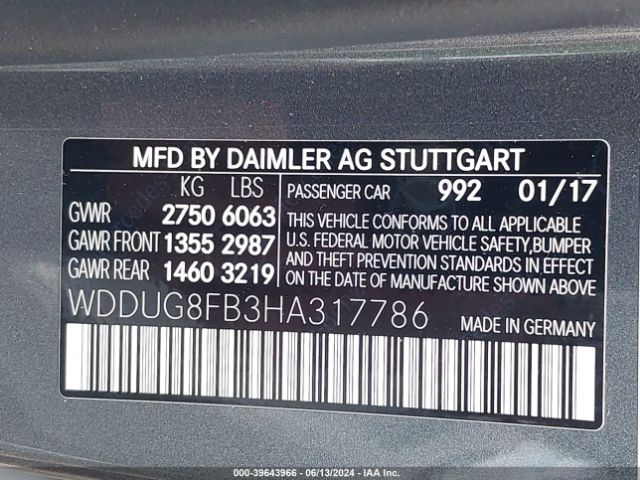 MFD BY DAIMLER AG STUTTGART
KG LBS
GVWR 2750 6063
GAWR FRONT 1355 2987
GAWR REAR 1460 3219
PASSENGER CAR 992 01/17
THIS VEHICLE CONFORMS TO ALL APPLICABLE
U.S. FEDERAL MOTOR VEHICLE SAFETY,BUMPER
AND THEFT PREVENTION STANDARDS IN EFFECT
ON THE DATE OF MANUFACTURE SHOWN ABOVE.
WDDUG8FB3HA317786 MADE IN GERMANY
000-39643966 - 06/13/2024 - IAA Inc.